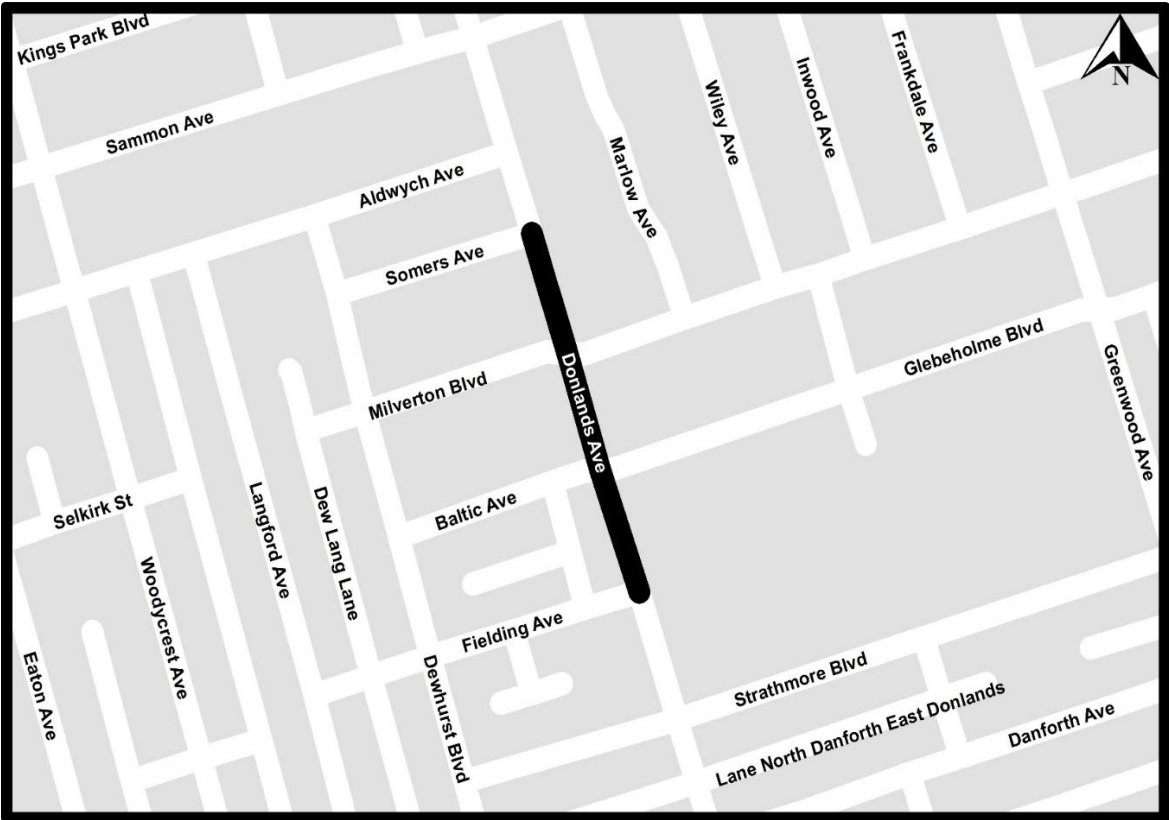 Kings Park Blvd
Sammon Ave
Aldwych Ave
Somers Ave
Marlow Ave
Wiley Ave
Inwood Ave
Frankdale Ave
N
Milverton Blvd
Donlands Ave
Glebeholme Blvd
Greenwood Ave
Baltic Ave
Selkirk St
Langford Ave
Dew Lang Lane
Woodycrest Ave
Fielding Ave
Eaton Ave
Dewhurst Blvd
Strathmore Blvd
Lane North Danforth East Donlands
Danforth Ave